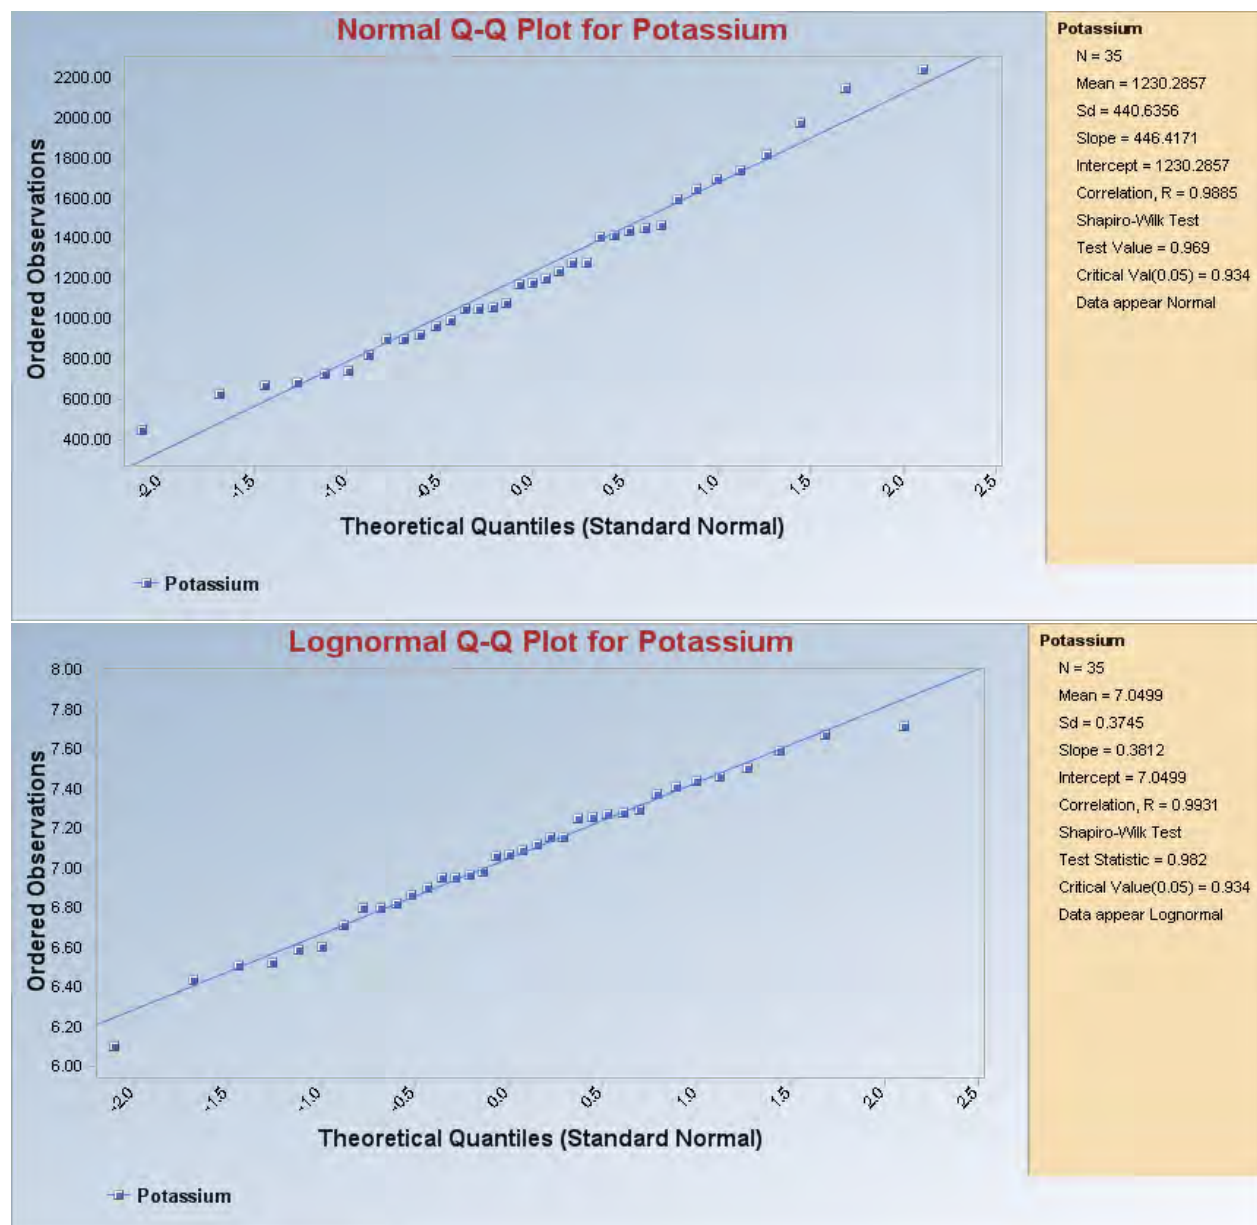 Normal Q-Q Plot for Potassium
Ordered Observations
2200.00
2000.00
1800.00
1600.00
1400.00
1200.00
1000.00
800.00
600.00
400.00
-2.0 -1.5 -1.0 -0.5 0.0 0.5 1.0 1.5 2.0 2.5
Theoretical Quantiles (Standard Normal)
Potassium
Potassium
N = 35
Mean = 1230.2857
Sd = 440.6356
Slope = 446.4171
Intercept = 1230.2857
Correlation, R = 0.9885
Shapiro-Wilk Test
Test Value = 0.969
Critical Val(0.05) = 0.934
Data appear Normal
Lognormal Q-Q Plot for Potassium
Ordered Observations
8.00
7.80
7.60
7.40
7.20
7.00
6.80
6.60
6.40
6.20
6.00
-2.0 -1.5 -1.0 -0.5 0.0 0.5 1.0 1.5 2.0 2.5
Theoretical Quantiles (Standard Normal)
Potassium
Potassium
N = 35
Mean = 7.0499
Sd = 0.3745
Slope = 0.3812
Intercept = 7.0499
Correlation, R = 0.9931
Shapiro-Wilk Test
Test Statistic = 0.982
Critical Value(0.05) = 0.934
Data appear Lognormal